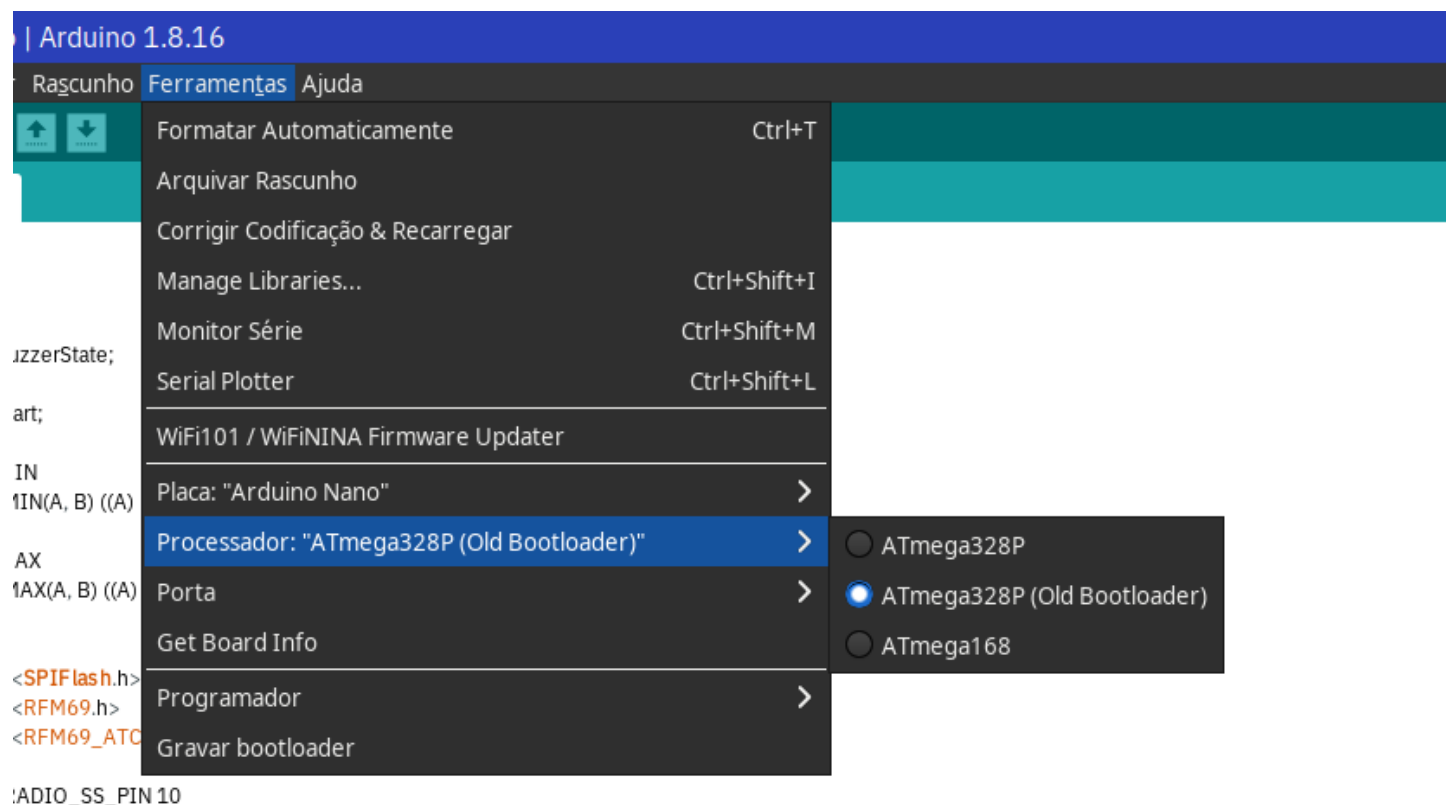 | Arduino 1.8.16
Rascunho Ferramentas Ajuda
Formatar Automaticamente Ctrl+T
Arquivar Rascunho
Corrigir Codificação & Recarregar
Manage Libraries... Ctrl+Shift+I
Monitor Série Ctrl+Shift+M
uzzerState;
Serial Plotter Ctrl+Shift+L
art;
WiFi101 / WiFiNINA Firmware Updater
IN
MIN(A, B) ((A)
Placa: "Arduino Nano"
Processador: "ATmega328P (Old Bootloader)"
ATmega328P
AX
MAX(A, B) ((A)
Porta
ATmega328P (Old Bootloader)
Get Board Info
ATmega168
<SPIFlash.h>
<RFM69.h>
Programador
<RFM69_ATC
Gravar bootloader
RADIO_SS_PIN 10